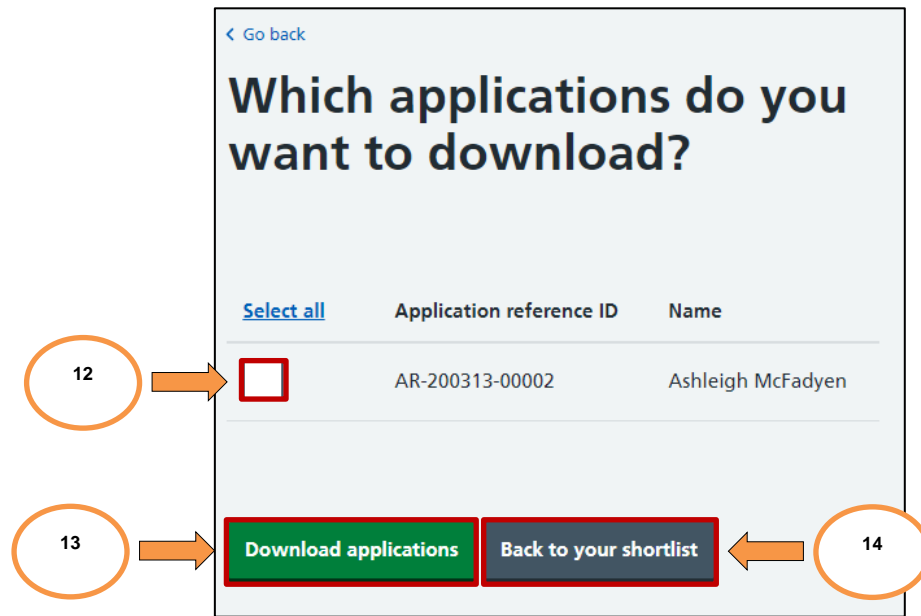 Go back
Which applications do you
want to download?
Select all Application reference ID Name
12
AR-200313-00002 Ashleigh McFadyen
13
Download applications Back to your shortlist
14